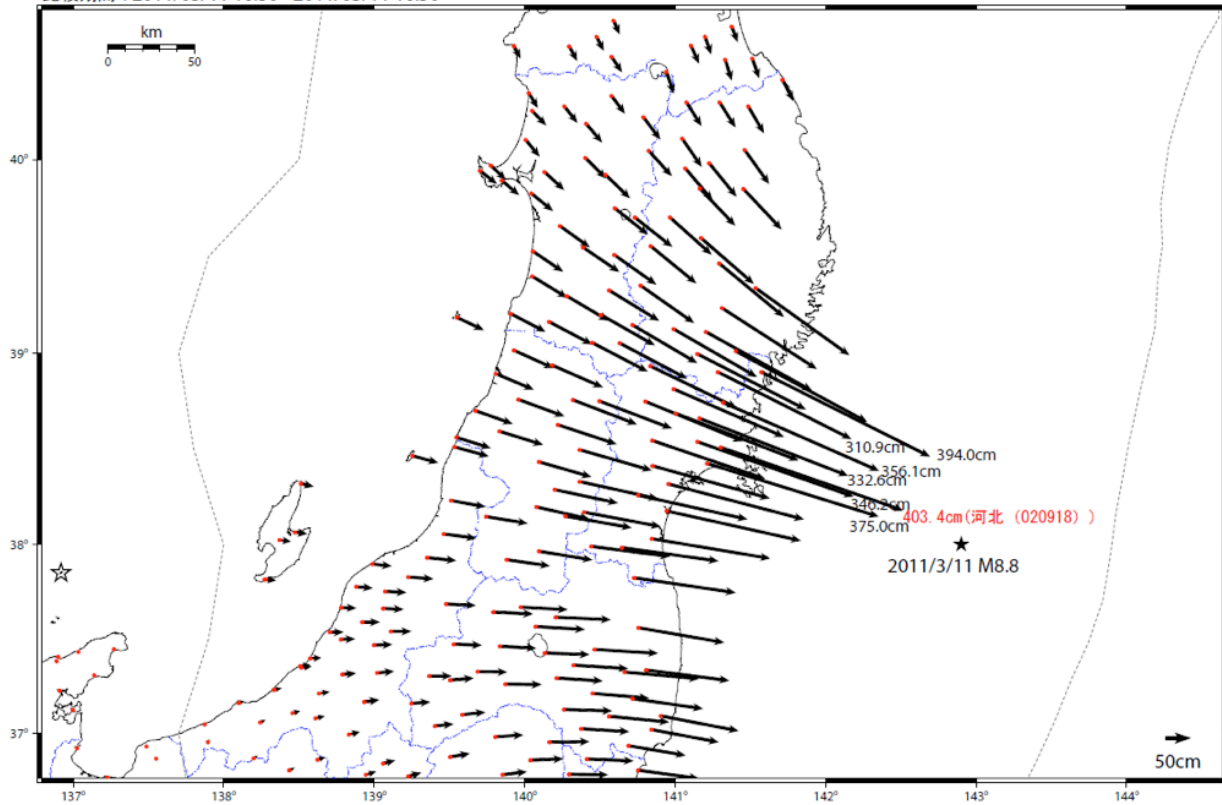 km
0 50
40°
39°
310.9cm
394.0cm
356.1cm
332.6cm
346.2cm
403.4cm(河北 (020918) )
375.0cm
38°
2011/3/11 M8.8
37°
50cm
137° 138° 139° 140° 141° 142° 143° 144°